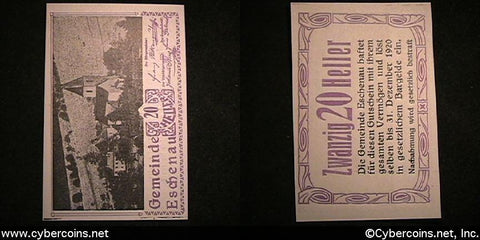 Gemeinde 20
Eschenau
Zwanzig 20 Heller
Die Gemeinde Eschenau haftet
für diesen Gutschein mit ihrem
gesamten Vermögen und löst
selben bis 31. Dezember 1920
in gesetzlichem Bargelde ein.
Nachahmung wird gesetzlich bestraft
www.cybercoins.net
©Cybercoins.net, Inc.